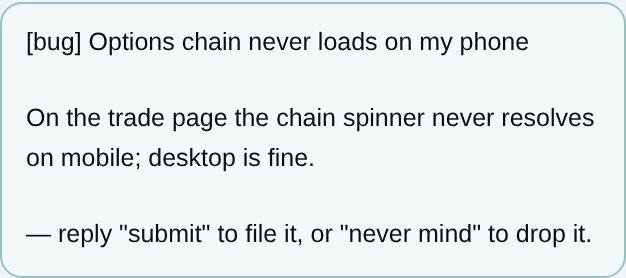 [bug] Options chain never loads on my phone
On the trade page the chain spinner never resolves
on mobile; desktop is fine.
— reply "submit" to file it, or "never mind" to drop it.